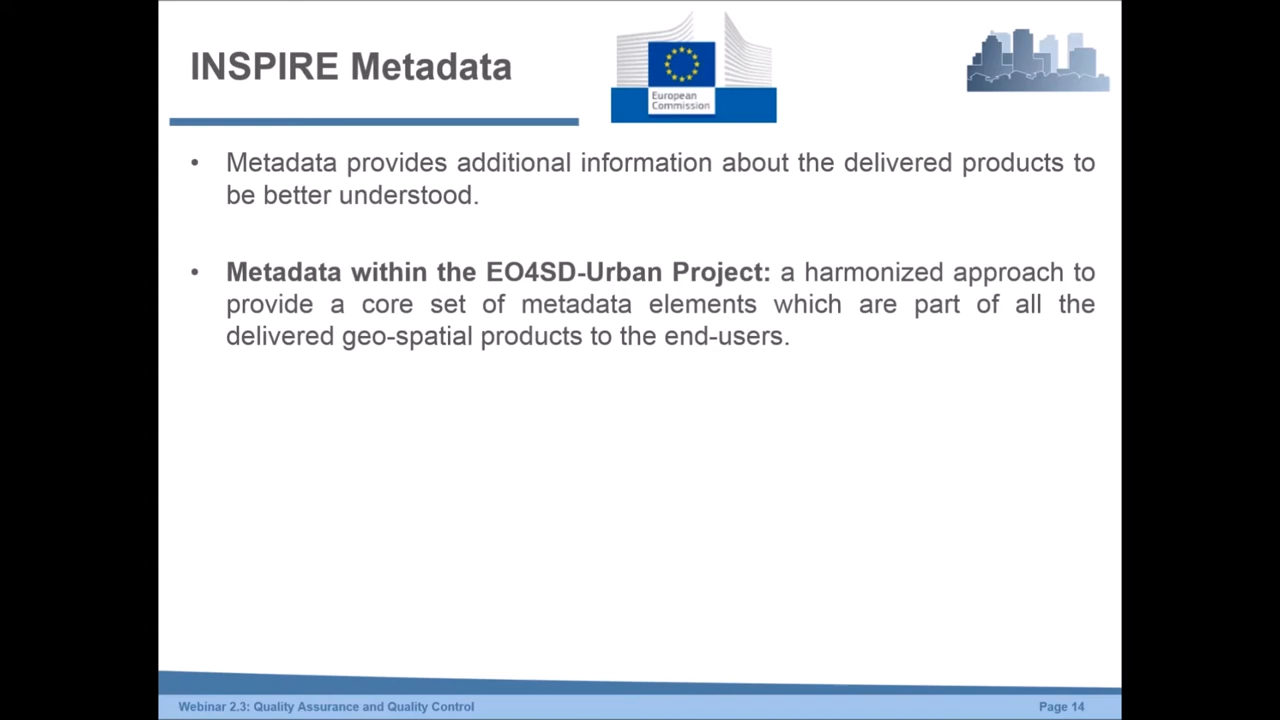 INSPIRE Metadata
European
Commission
• Metadata provides additional information about the delivered products to
be better understood.
• Metadata within the EO4SD-Urban Project: a harmonized approach to
provide a core set of metadata elements which are part of all the
delivered geo-spatial products to the end-users.
Webinar 2.3: Quality Assurance and Quality Control
Page 14